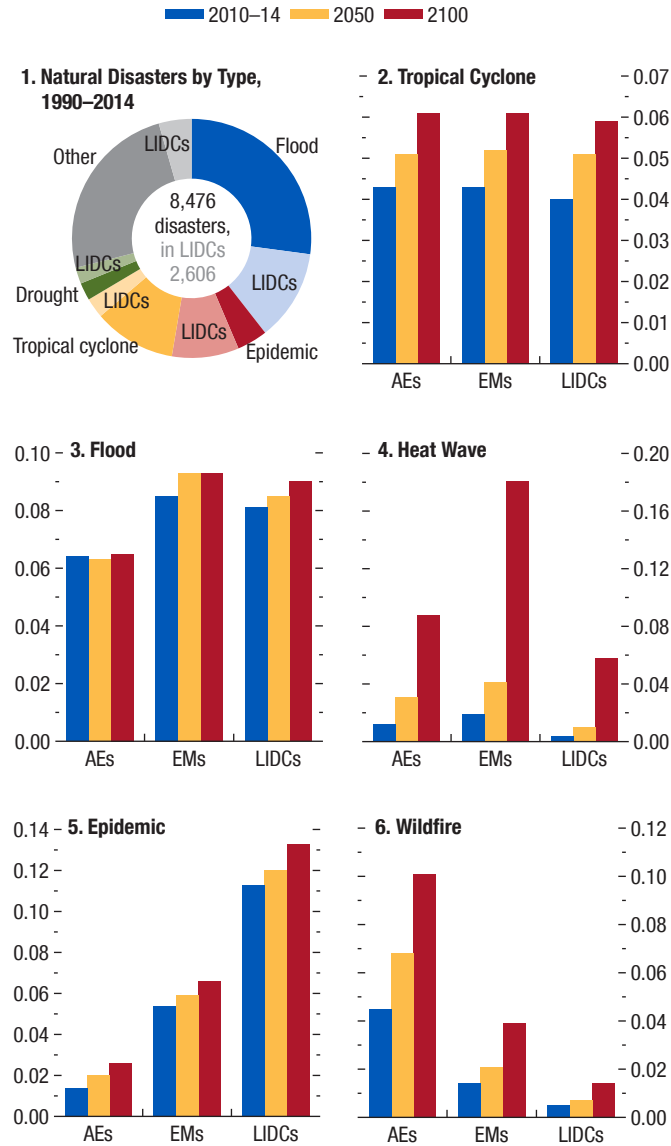 2010–14 2050 2100
1. Natural Disasters by Type,
1990–2014
LIDCs
Flood
Other
8,476
disasters,
in LIDCs
2,606
LIDCs
LIDCs
Drought
LIDCs
LIDCs
Tropical cyclone
Epidemic
2. Tropical Cyclone
0.07
0.06
0.05
0.04
0.03
0.02
0.01
0.00
AEs EMs LIDCs
3. Flood
0.10
0.08
0.06
0.04
0.02
0.00
AEs EMs LIDCs
4. Heat Wave
0.20
0.16
0.12
0.08
0.04
0.00
AEs EMs LIDCs
5. Epidemic
0.14
0.12
0.10
0.08
0.06
0.04
0.02
0.00
AEs EMs LIDCs
6. Wildfire
0.12
0.10
0.08
0.06
0.04
0.02
0.00
AEs EMs LIDCs